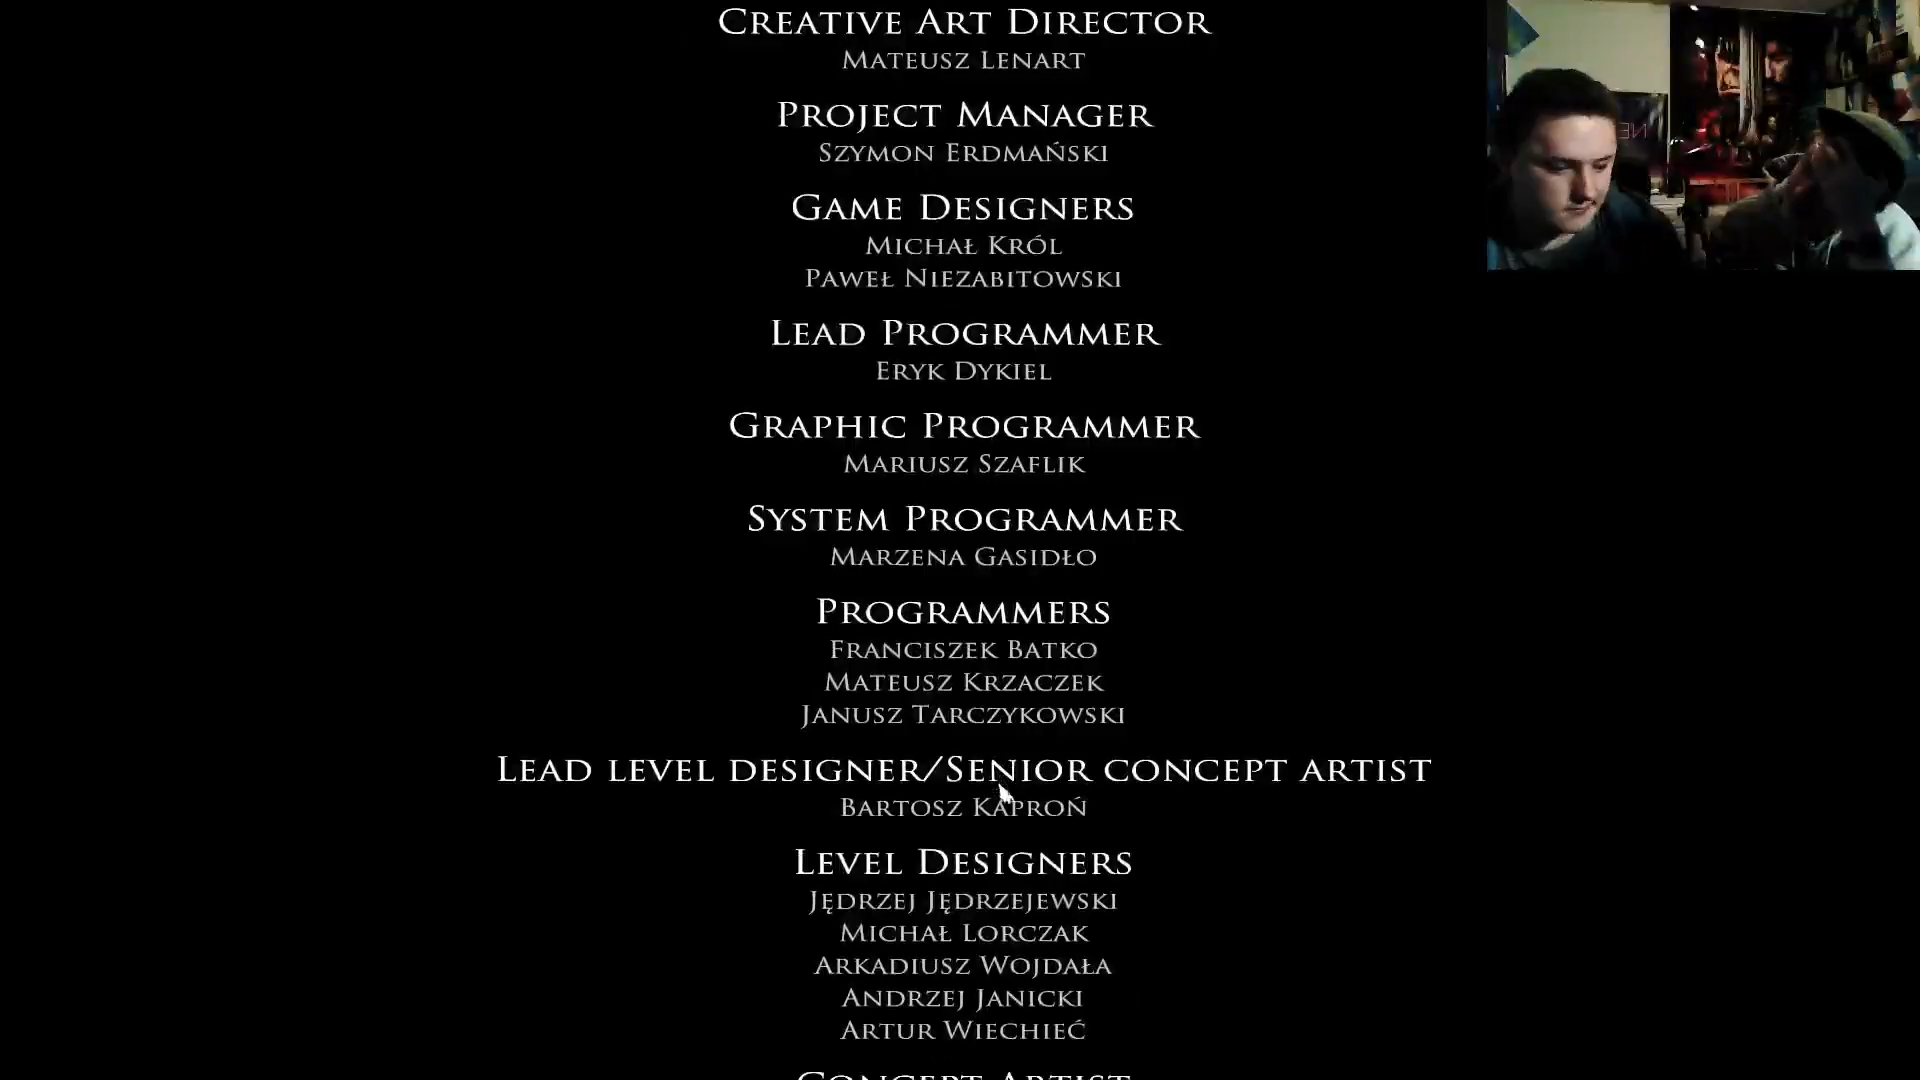 CREATIVE ART DIRECTOR
MATEUSZ LENART
PROJECT MANAGER
SZYMON ERDMAŃSKI
GAME DESIGNERS
MICHAŁ KRÓL
PAWEŁ NIEZABITOWSKI
LEAD PROGRAMMER
ERYK DYKIEL
GRAPHIC PROGRAMMER
MARIUSZ SZAFLIK
SYSTEM PROGRAMMER
MARZENA GASIDŁO
PROGRAMMERS
FRANCISZEK BATKO
MATEUSZ KRZACZEK
JANUSZ TARCZYKOWSKI
LEAD LEVEL DESIGNER/SENIOR CONCEPT ARTIST
BARTOSZ KAPROŃ
LEVEL DESIGNERS
JĘDRZEJ JĘDRZEJEWSKI
MICHAŁ LORCZAK
ARKADIUSZ WOJDAŁA
ANDRZEJ JANICKI
ARTUR WIECHIEĆ
CONCEPT ARTIST